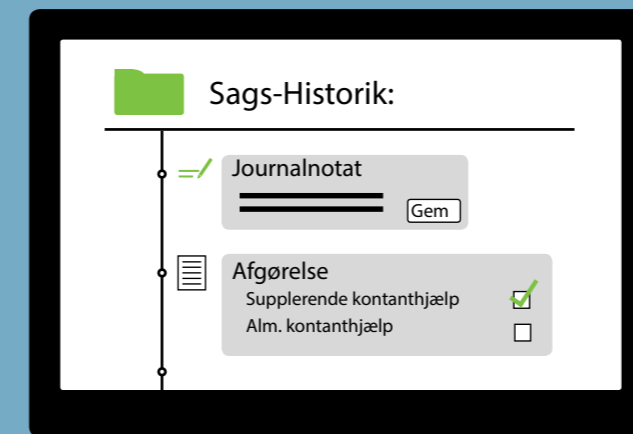 Sags-Historik:
Journalnotat
Gem
Afgørelse
Supplerende kontanthjælp
Alm. kontanthjælp